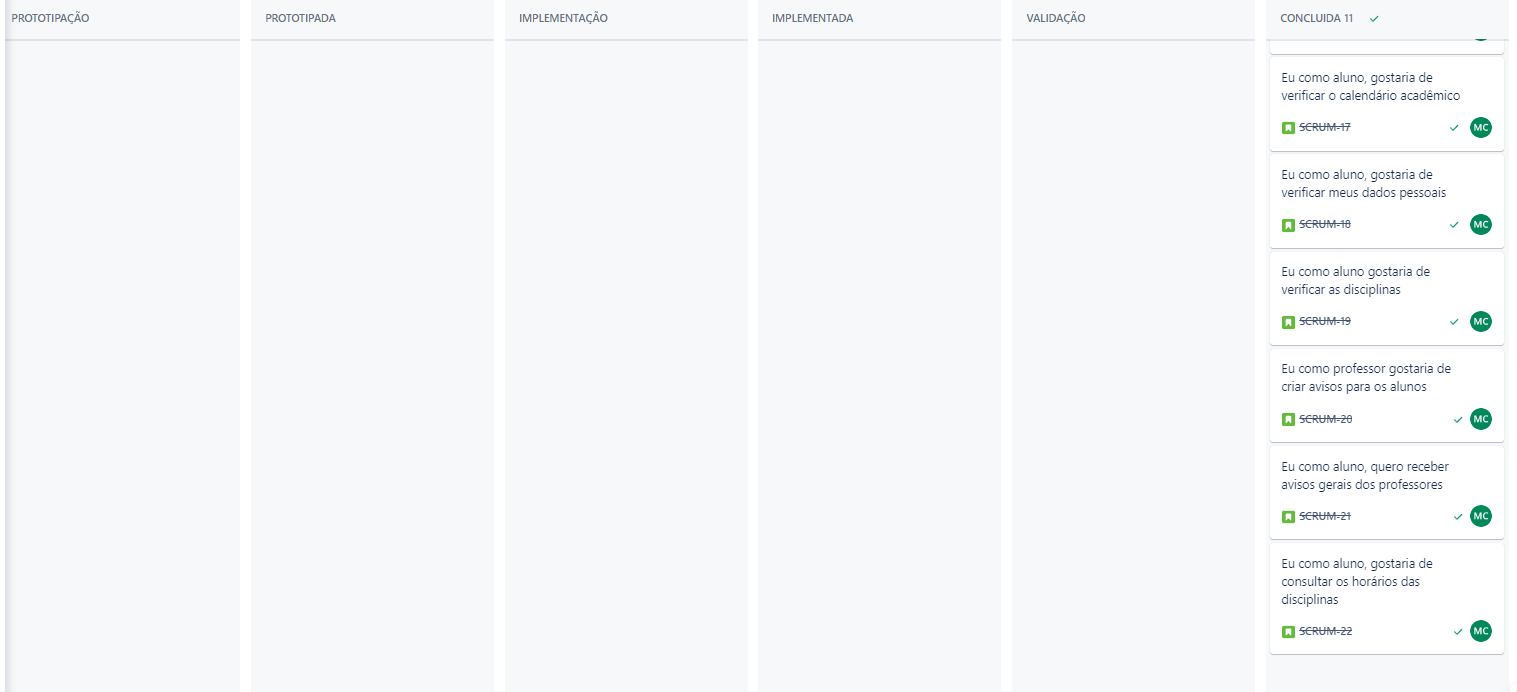 PROTOTIPAÇÃO
PROTOTIPADA
IMPLEMENTAÇÃO
IMPLEMENTADA
VALIDAÇÃO
CONCLUIDA 11
Eu como aluno, gostaria de
verificar o calendário acadêmico
SCRUM-17
MC
Eu como aluno, gostaria de
verificar meus dados pessoais
SCRUM-18
MC
Eu como aluno gostaria de
verificar as disciplinas
SCRUM-19
MC
Eu como professor gostaria de
criar avisos para os alunos
SCRUM-20
MC
Eu como aluno, quero receber
avisos gerais dos professores
SCRUM-21
MC
Eu como aluno, gostaria de
consultar os horários das
disciplinas
SCRUM-22
MC